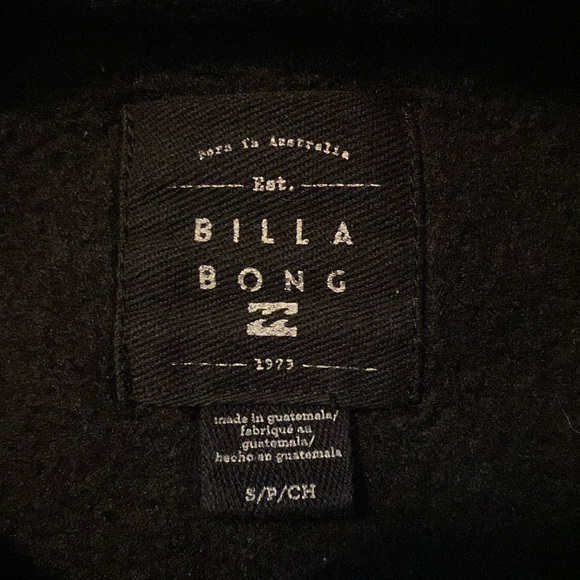 Born in Australia
Est.
BILLA
BONG
1973
made in guatemala/
fabriqué au
guatemala/
hecho en guatemala
S/P/CH